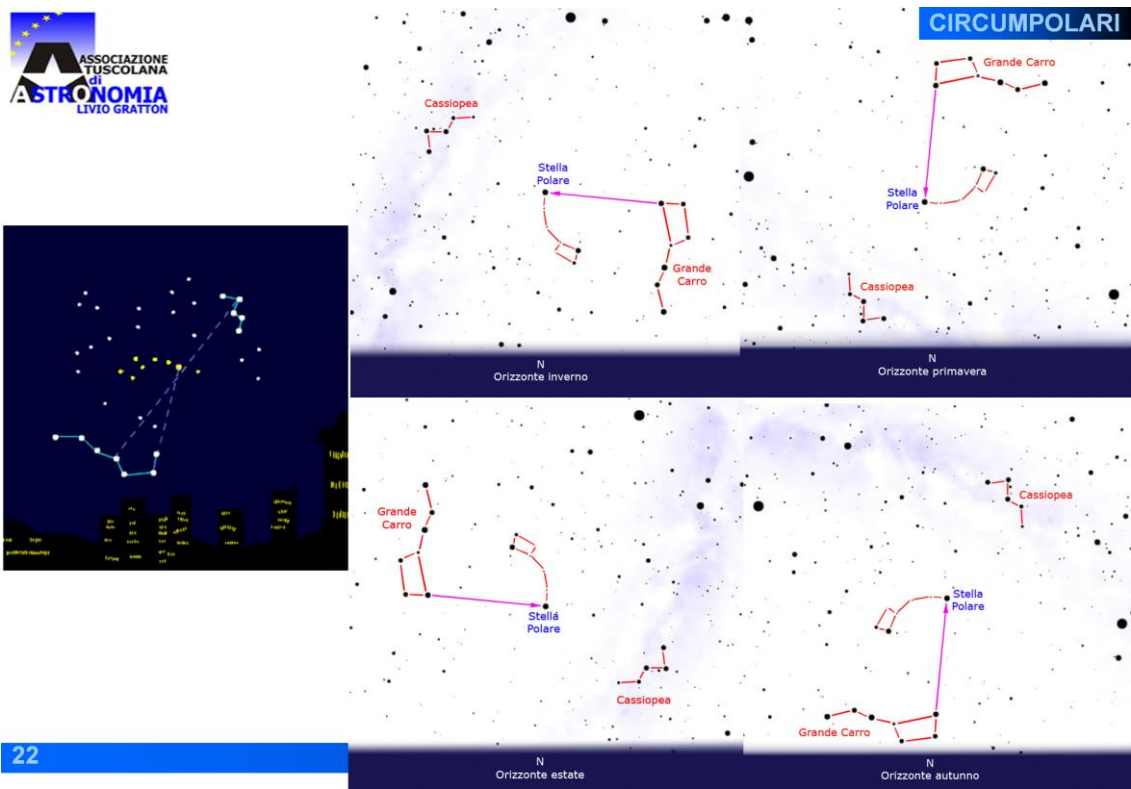 ASSOCIAZIONE
TUSCOLANA
di
ASTRONOMIA
LIVIO GRATTON
CIRCUMPOLARI
Cassiopea
Stella
Polare
Grande
Carro
N
Orizzonte inverno
Grande Carro
Stella
Polare
Cassiopea
N
Orizzonte primavera
Grande
Carro
Stella
Polare
Cassiopea
N
Orizzonte estate
Cassiopea
Stella
Polare
Grande Carro
N
Orizzonte autunno
22